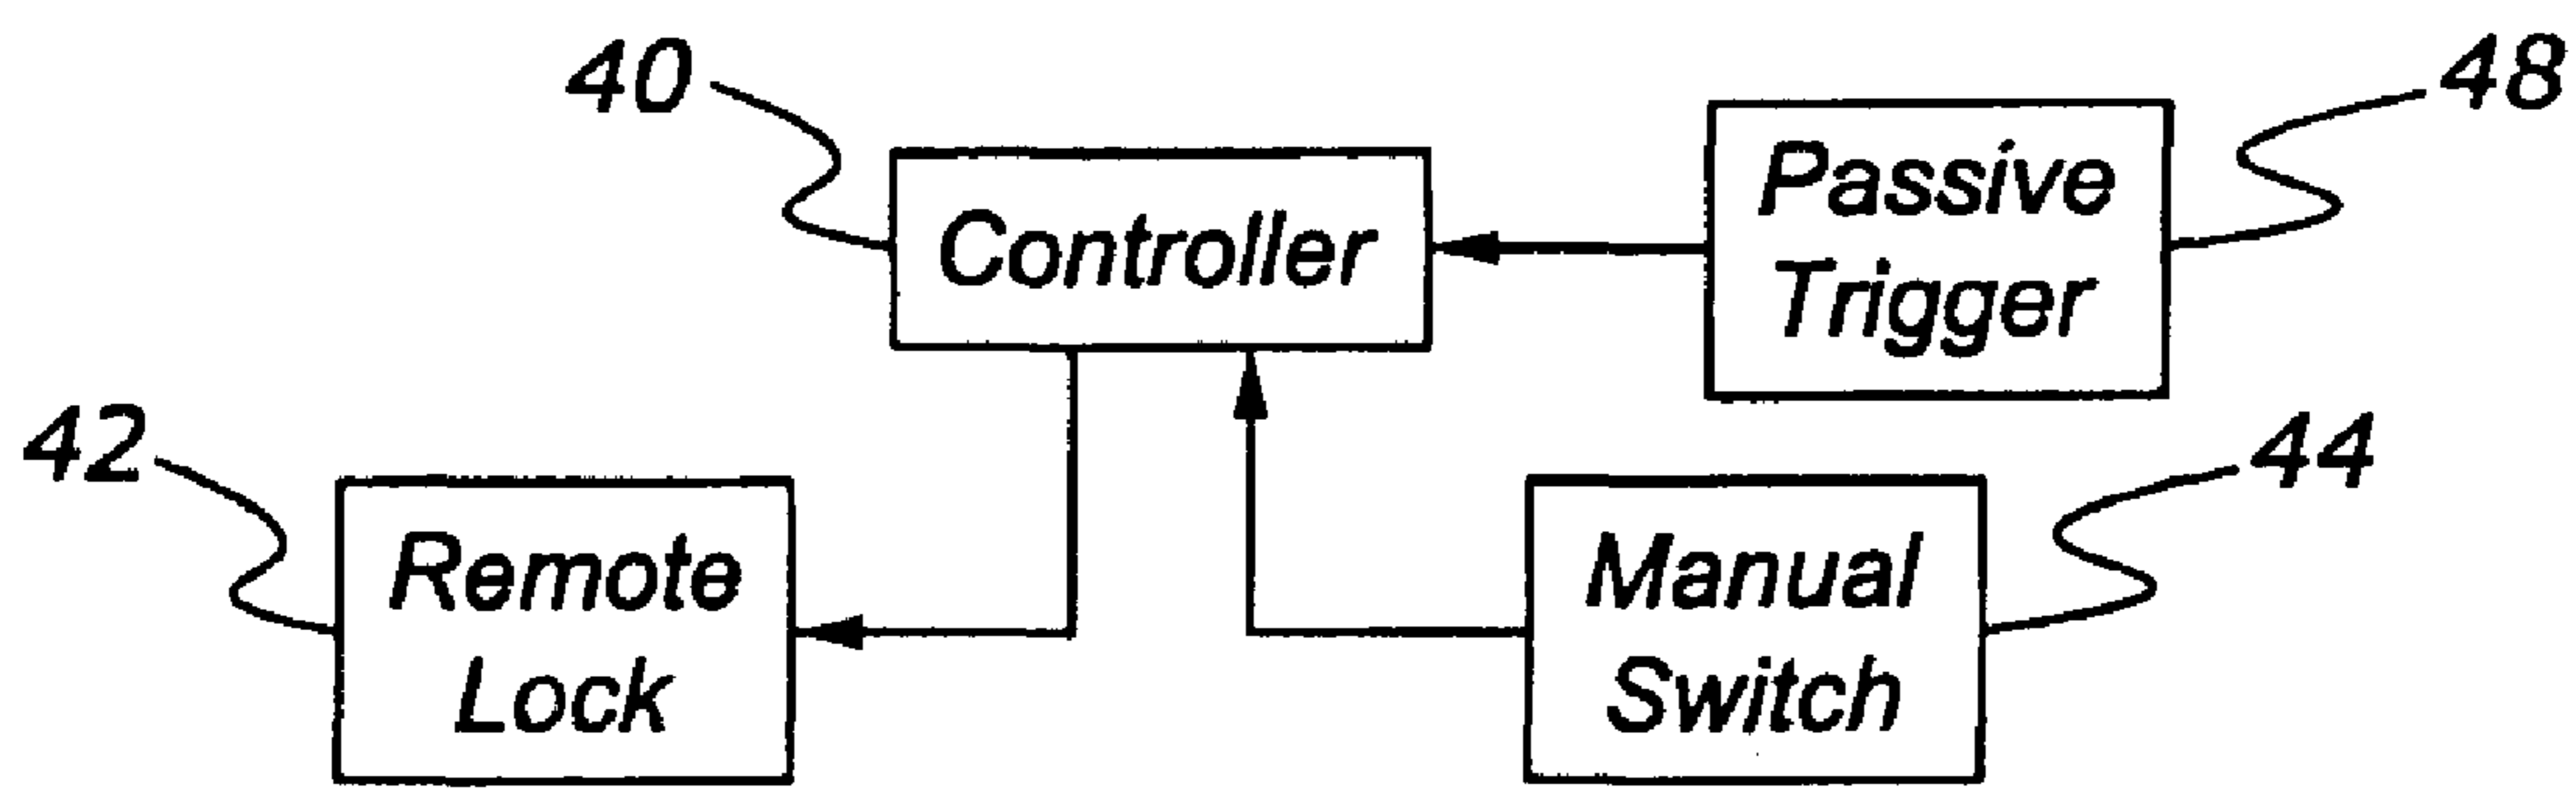 40
48
Controller
Passive
Trigger
42
44
Remote
Lock
Manual
Switch